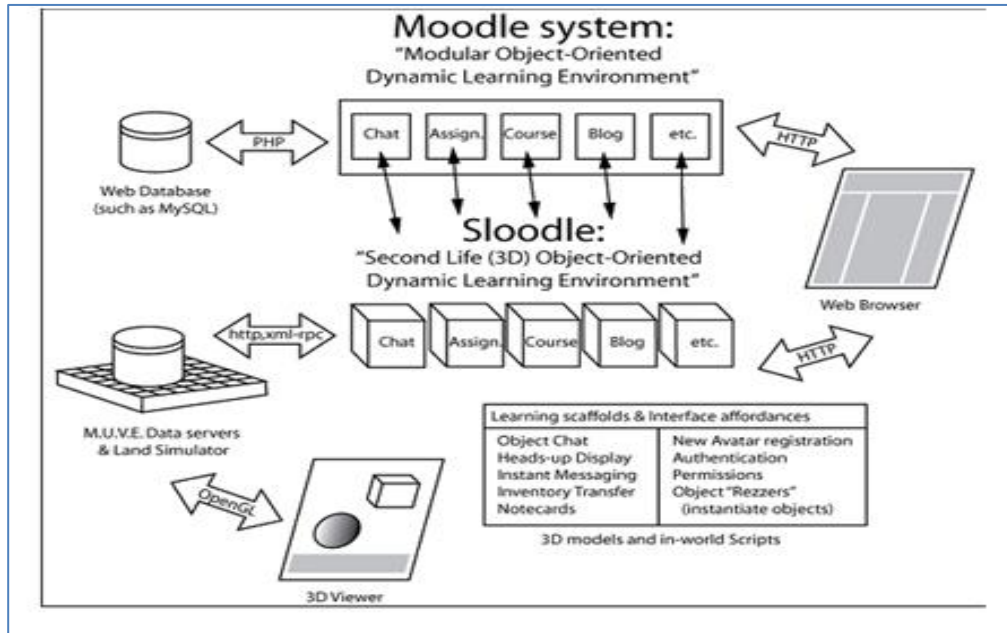 Moodle system:
"Modular Object-Oriented
Dynamic Learning Environment"
Chat
Assign.
Course
Blog
etc.
PHP
HTTP
Web Database
(such as MySQL)
Sloodle:
"Second Life (3D) Object-Oriented
Dynamic Learning Environment"
Web Browser
http,xml-rpc
Chat
Assign.
Course
Blog
etc.
HTTP
M.U.V.E. Data servers
& Land Simulator
Learning scaffolds & Interface affordances
Object Chat
Heads-up Display
Instant Messaging
Inventory Transfer
Notecards
New Avatar registration
Authentication
Permissions
Object "Rezzers"
(instantiate objects)
3D models and in-world Scripts
OpenGL
3D Viewer